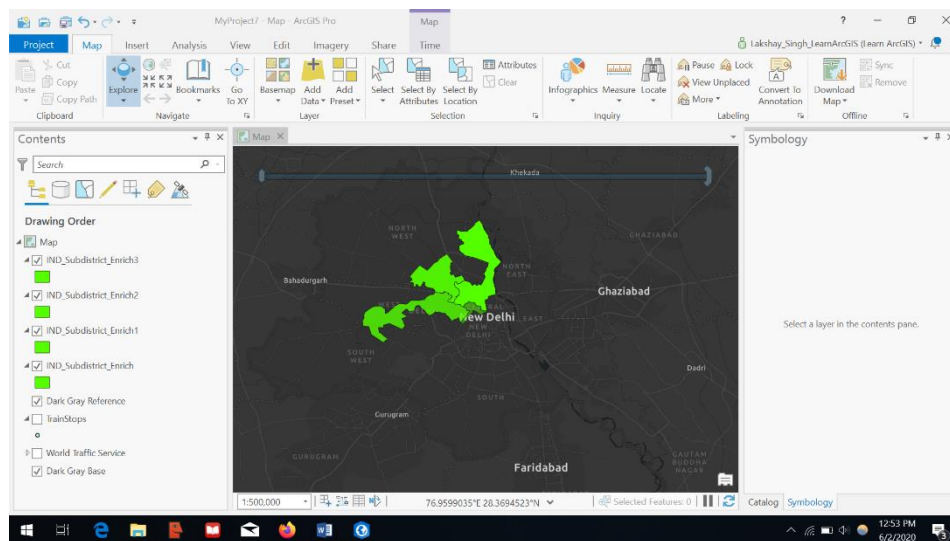 MyProject7 - Map - ArcGIS Pro
Map
? — X
Project Map Insert Analysis View Edit Imagery Share Time
Lakshay_Singh_LearnArcGIS (Learn ArcGIS)
Paste
Cut
Copy
Copy Path
Clipboard
Explore
Bookmarks
Go To XY
Navigate
Basemap
Add Data
Add Preset
Layer
Select
Select By Attributes
Select By Location
Attributes
Clear
Selection
Infographics
Measure
Locate
Inquiry
Pause
Lock
View Unplaced
More
Convert To Annotation
Labeling
Download Map
Sync
Remove
Offline
Contents
Search
Drawing Order
Map
IND_Subdistrict_Enrich3
IND_Subdistrict_Enrich2
IND_Subdistrict_Enrich1
IND_Subdistrict_Enrich
Dark Gray Reference
TrainStops
World Traffic Service
Dark Gray Base
Map
Khekada
NORTH WEST
GHAZIABAD
NORTH EAST
Bahadurgarh
Ghaziabad
New Delhi
EAST
NEW DELHI
SOUTH WEST
Dadri
SOUTH
Gurugram
GURUGRAM
GAUTAM BUDDHA NAGAR
Faridabad
1:500,000
76.9599035°E 28.3694523°N
Selected Features: 0
Symbology
Select a layer in the contents pane.
Catalog Symbology
12:53 PM
6/2/2020